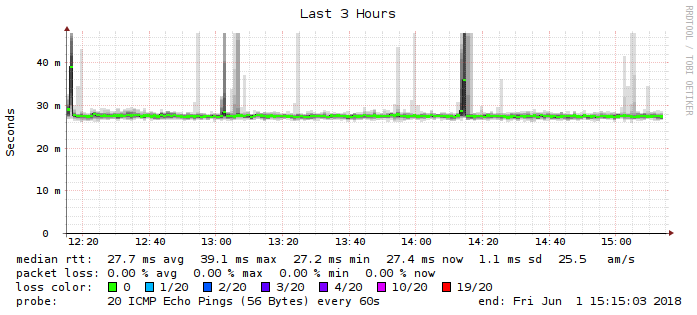 Last 3 Hours
RRDTOOL / TOBI OETIKER
Seconds
40 m
30 m
20 m
10 m
0
12:20 12:40 13:00 13:20 13:40 14:00 14:20 14:40 15:00
median rtt: 27.7 ms avg 39.1 ms max 27.2 ms min 27.4 ms now 1.1 ms sd 25.5 am/s
packet loss: 0.00 % avg 0.00 % max 0.00 % min 0.00 % now
loss color: 0 1/20 2/20 3/20 4/20 10/20 19/20
probe: 20 ICMP Echo Pings (56 Bytes) every 60s end: Fri Jun 1 15:15:03 2018